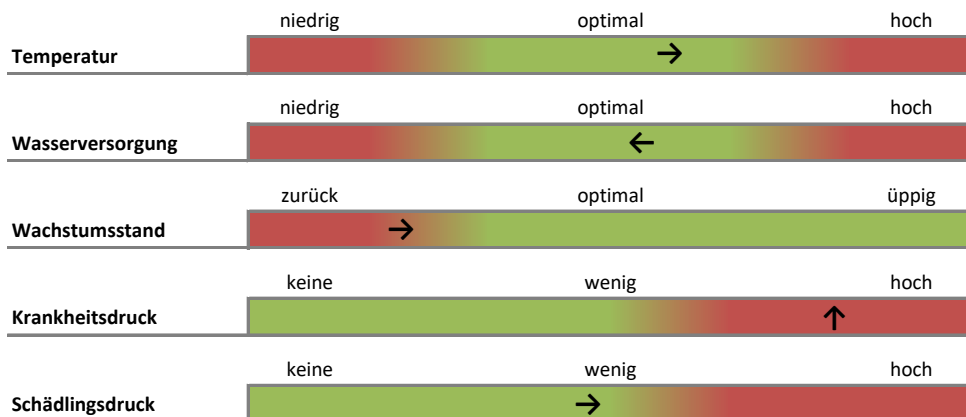 niedrig optimal hoch
Temperatur →
niedrig optimal hoch
Wasserversorgung ←
zurück optimal üppig
Wachstumsstand →
keine wenig hoch
Krankheitsdruck ↑
keine wenig hoch
Schädlingsdruck →